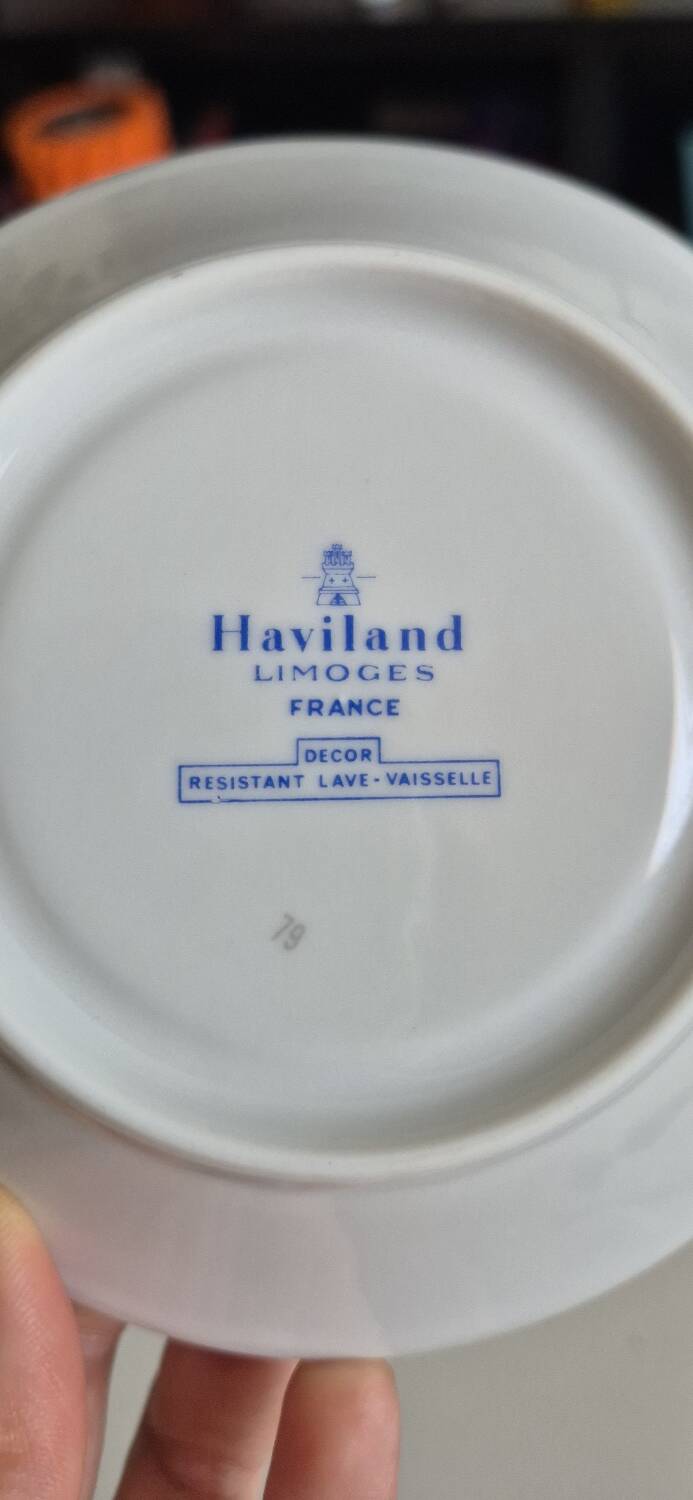 Haviland
LIMOGES
FRANCE
DECOR
RESISTANT LAVE-VAISSELLE
79